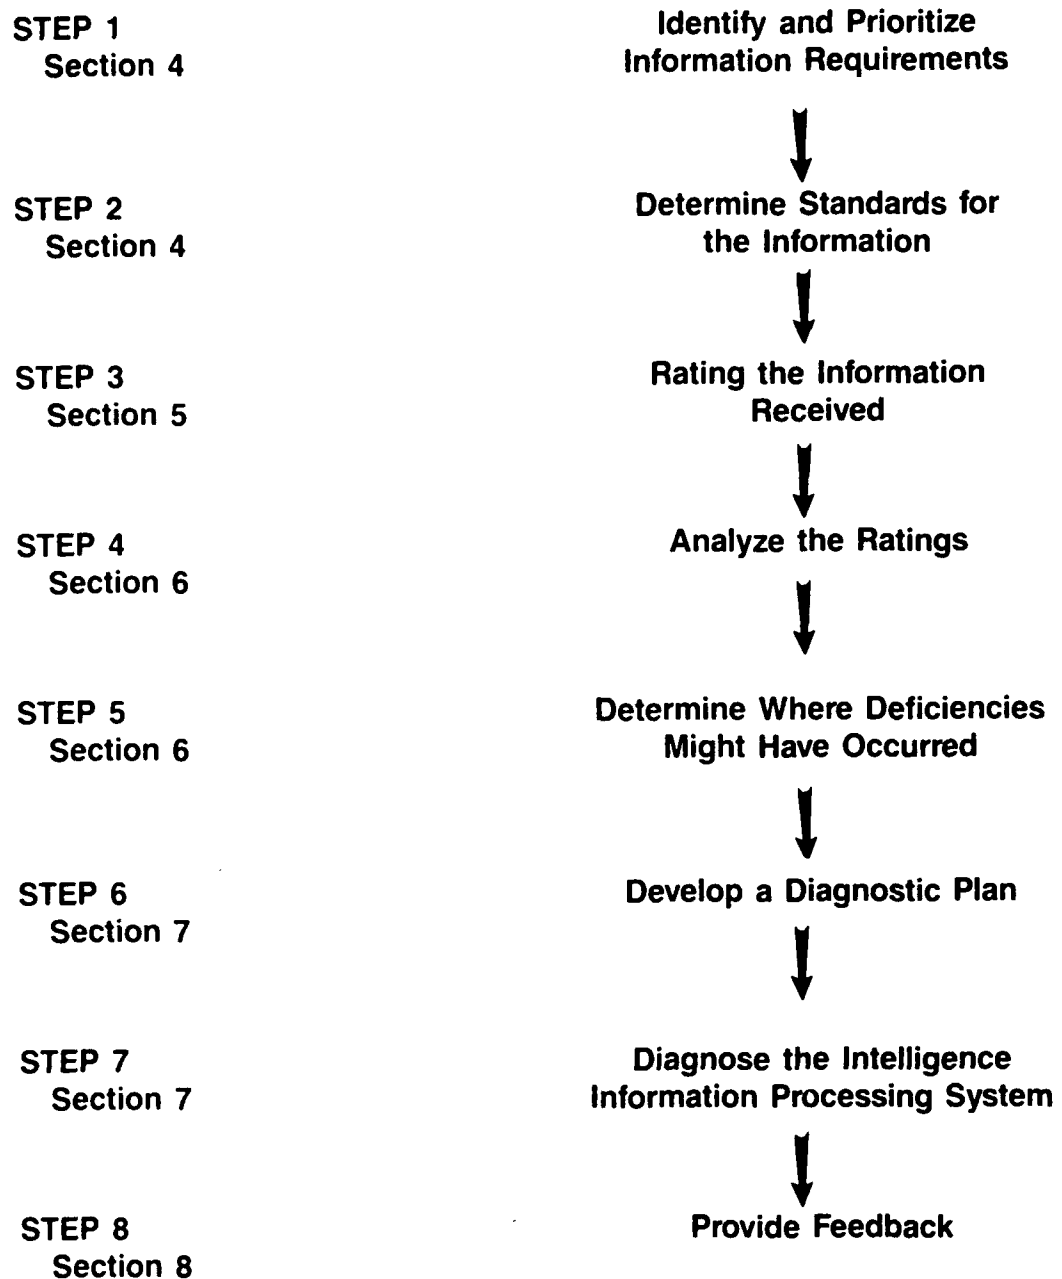 STEP 1
Section 4
Identify and Prioritize
Information Requirements
STEP 2
Section 4
Determine Standards for
the Information
STEP 3
Section 5
Rating the Information
Received
STEP 4
Section 6
Analyze the Ratings
STEP 5
Section 6
Determine Where Deficiencies
Might Have Occurred
STEP 6
Section 7
Develop a Diagnostic Plan
STEP 7
Section 7
Diagnose the Intelligence
Information Processing System
STEP 8
Section 8
Provide Feedback